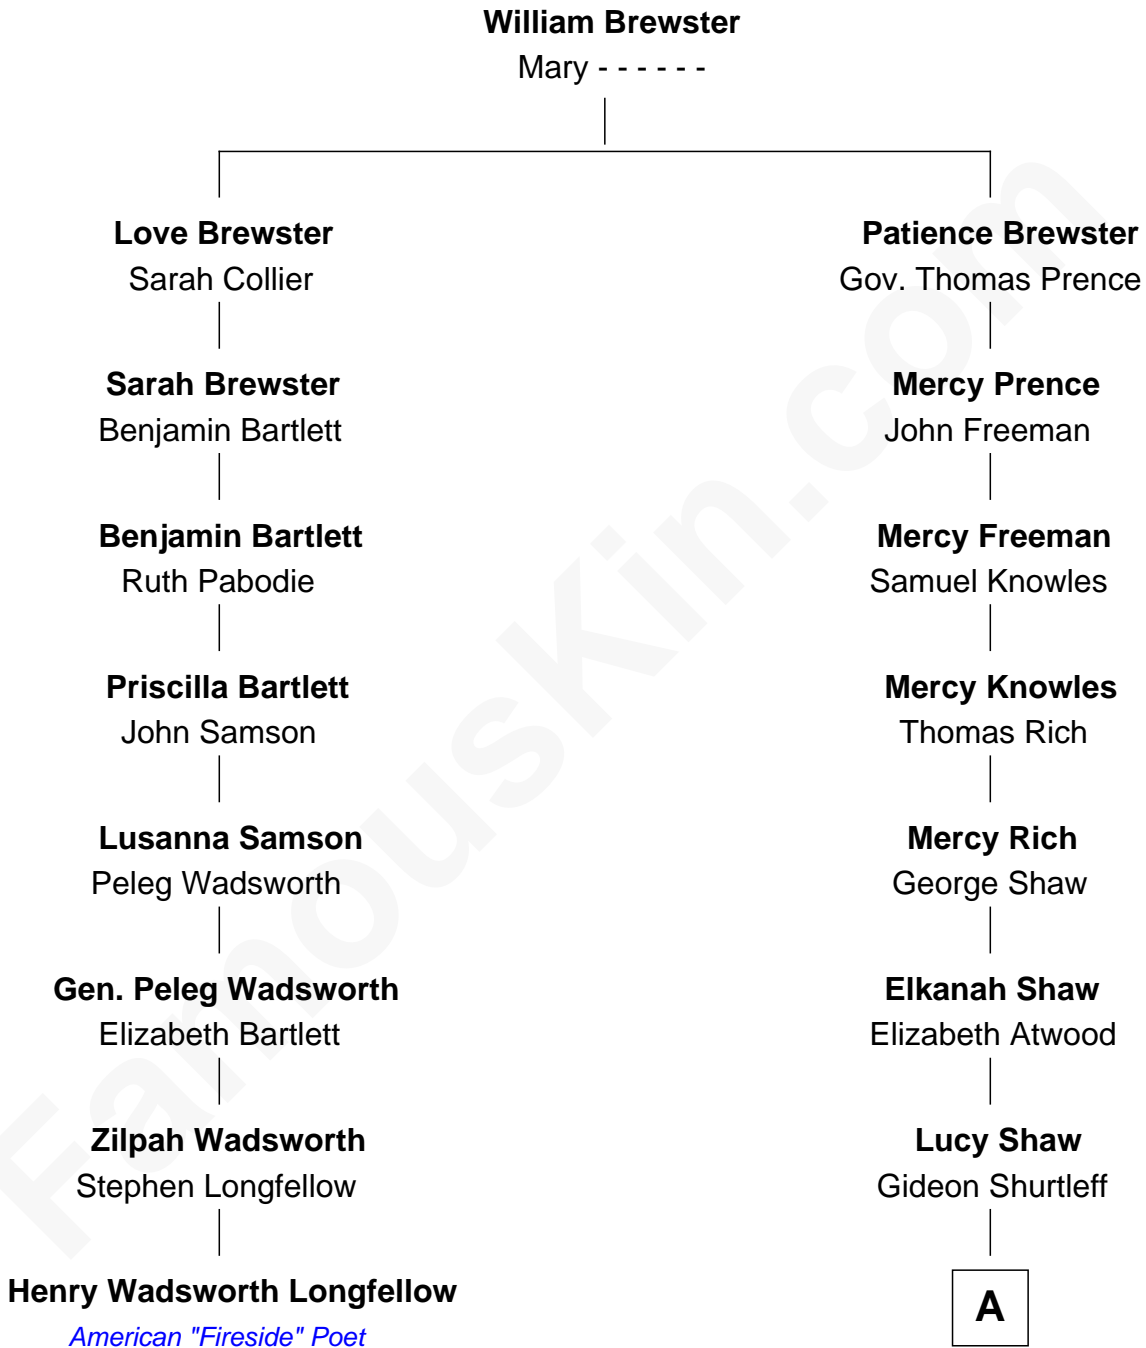 William Brewster
Mary - - - - - -
Love Brewster
Sarah Collier
Patience Brewster
Gov. Thomas Prence
Sarah Brewster
Benjamin Bartlett
Mercy Prence
John Freeman
Benjamin Bartlett
Ruth Pabodie
Mercy Freeman
Samuel Knowles
Priscilla Bartlett
John Samson
Mercy Knowles
Thomas Rich
Lusanna Samson
Peleg Wadsworth
Mercy Rich
George Shaw
Gen. Peleg Wadsworth
Elizabeth Bartlett
Elkanah Shaw
Elizabeth Atwood
Zilpah Wadsworth
Stephen Longfellow
Lucy Shaw
Gideon Shurtleff
Henry Wadsworth Longfellow
American "Fireside" Poet
A
FamousKin.com